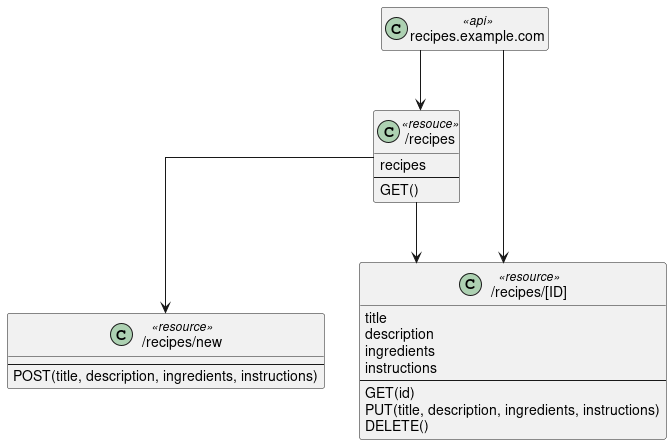 C
«api»
recipes.example.com
C
«resouce»
/recipes
recipes
GET()
C
«resource»
/recipes/new
POST(title, description, ingredients, instructions)
C
«resource»
/recipes/[ID]
title
description
ingredients
instructions
GET(id)
PUT(title, description, ingredients, instructions)
DELETE()